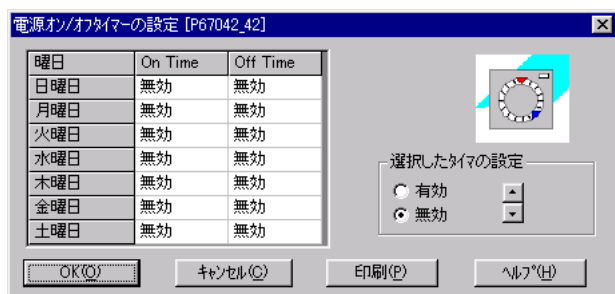 電源オン/オフタイマーの設定 [P67042_42]
曜日 On Time Off Time
日曜日 無効 無効
月曜日 無効 無効
火曜日 無効 無効
水曜日 無効 無効
木曜日 無効 無効
金曜日 無効 無効
土曜日 無効 無効
選択したタイマの設定
有効
無効
OK(O) キャンセル(C) 印刷(P) ヘルプ(H)